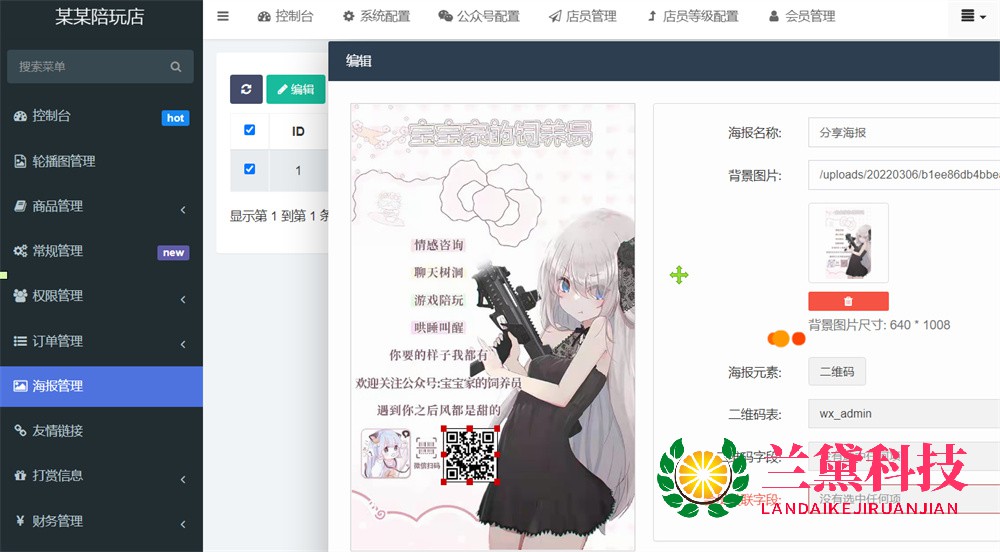 某某陪玩店
控制台 系统配置 公众号配置 店员管理 店员等级配置 会员管理
搜索菜单
控制台 hot
轮播图管理
商品管理
常规管理 new
权限管理
订单管理
海报管理
友情链接
打赏信息
财务管理
编辑
ID
1
显示第 1 到第 1 条
编辑
宝宝家的饲养员
情感咨询
聊天树洞
游戏陪玩
哄睡叫醒
你要的样子我都有
欢迎关注公众号:宝宝家的饲养员
遇到你之后风都是甜的
微信扫码
海报名称: 分享海报
背景图片: /uploads/20220306/b1ee86db4bbea
背景图片尺寸: 640 * 1008
海报元素: 二维码
二维码表: wx_admin
码字段:
联字段: 没有选中任何项
兰黛科技
LANDAIKEJIRUANJIAN